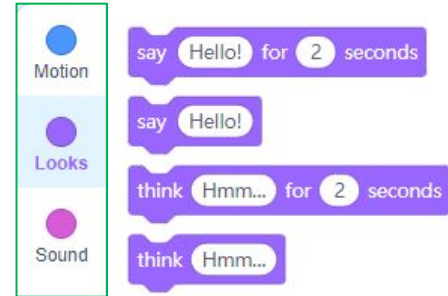 Motion
Looks
Sound
say Hello! for 2 seconds
say Hello!
think Hmm... for 2 seconds
think Hmm...